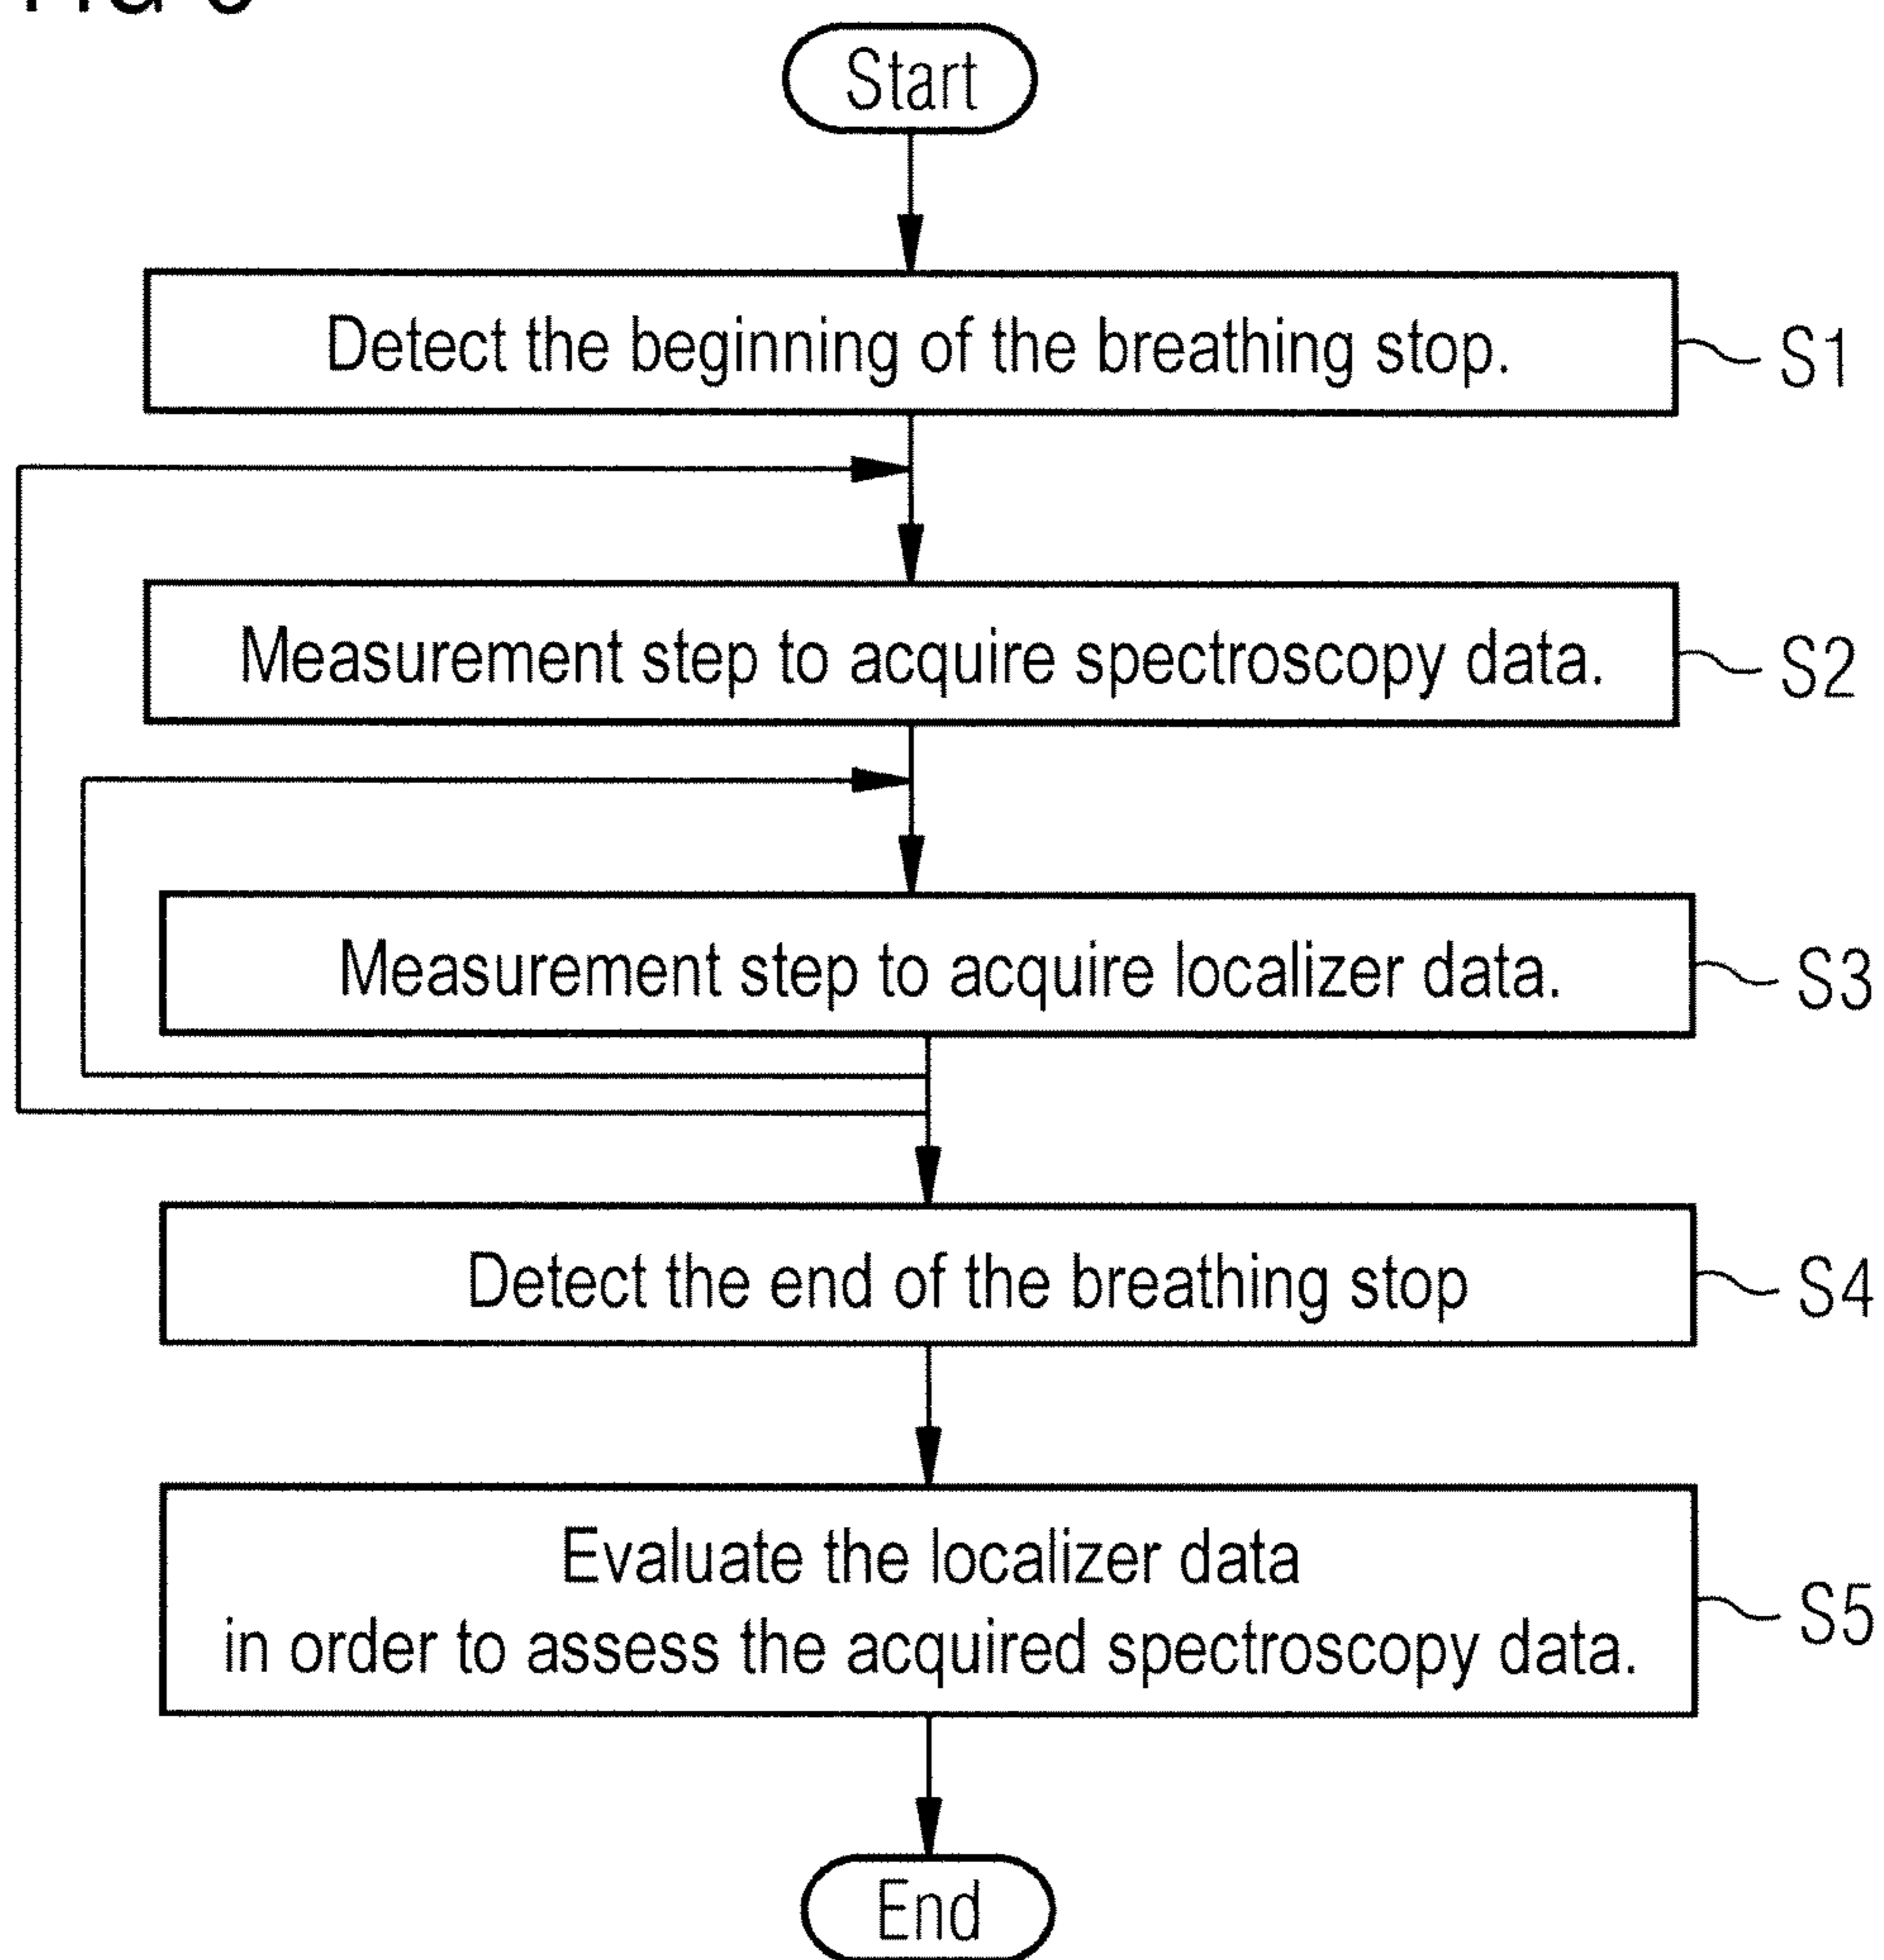 Start
Detect the beginning of the breathing stop.
S1
Measurement step to acquire spectroscopy data.
S2
Measurement step to acquire localizer data.
S3
Detect the end of the breathing stop
S4
Evaluate the localizer data
in order to assess the acquired spectroscopy data.
S5
End